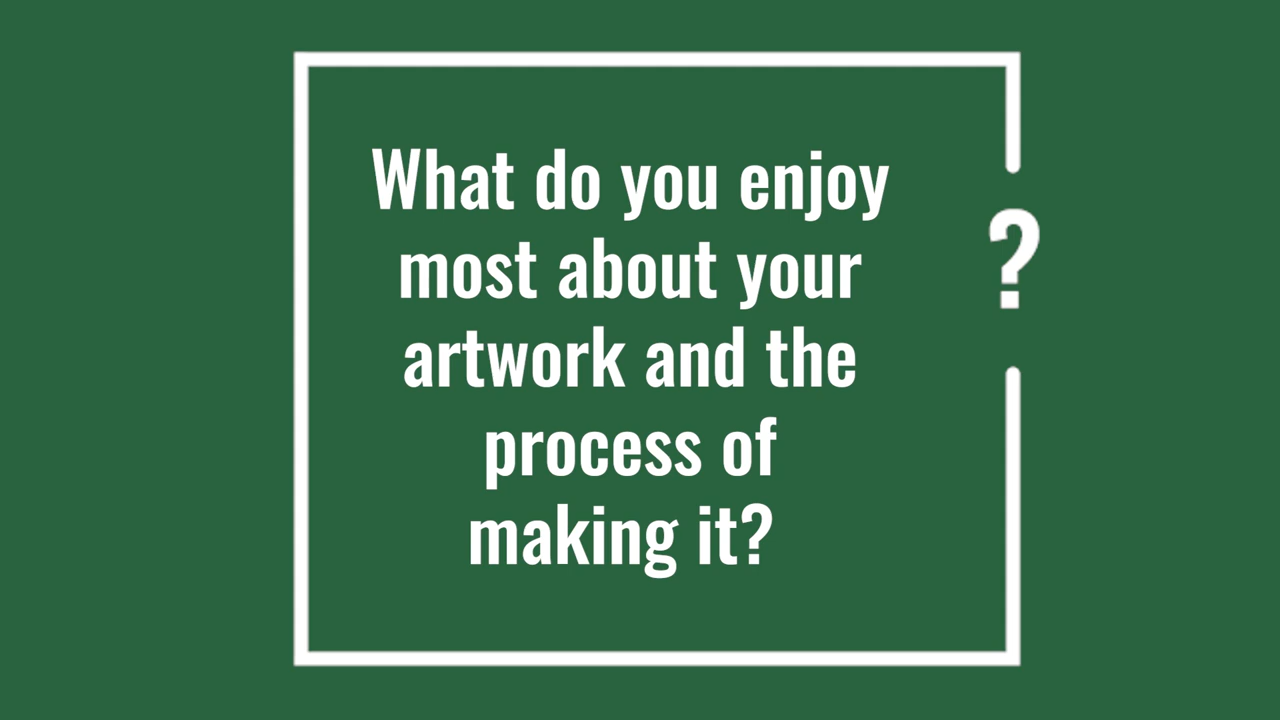 What do you enjoy
most about your
artwork and the
process of
making it?
?